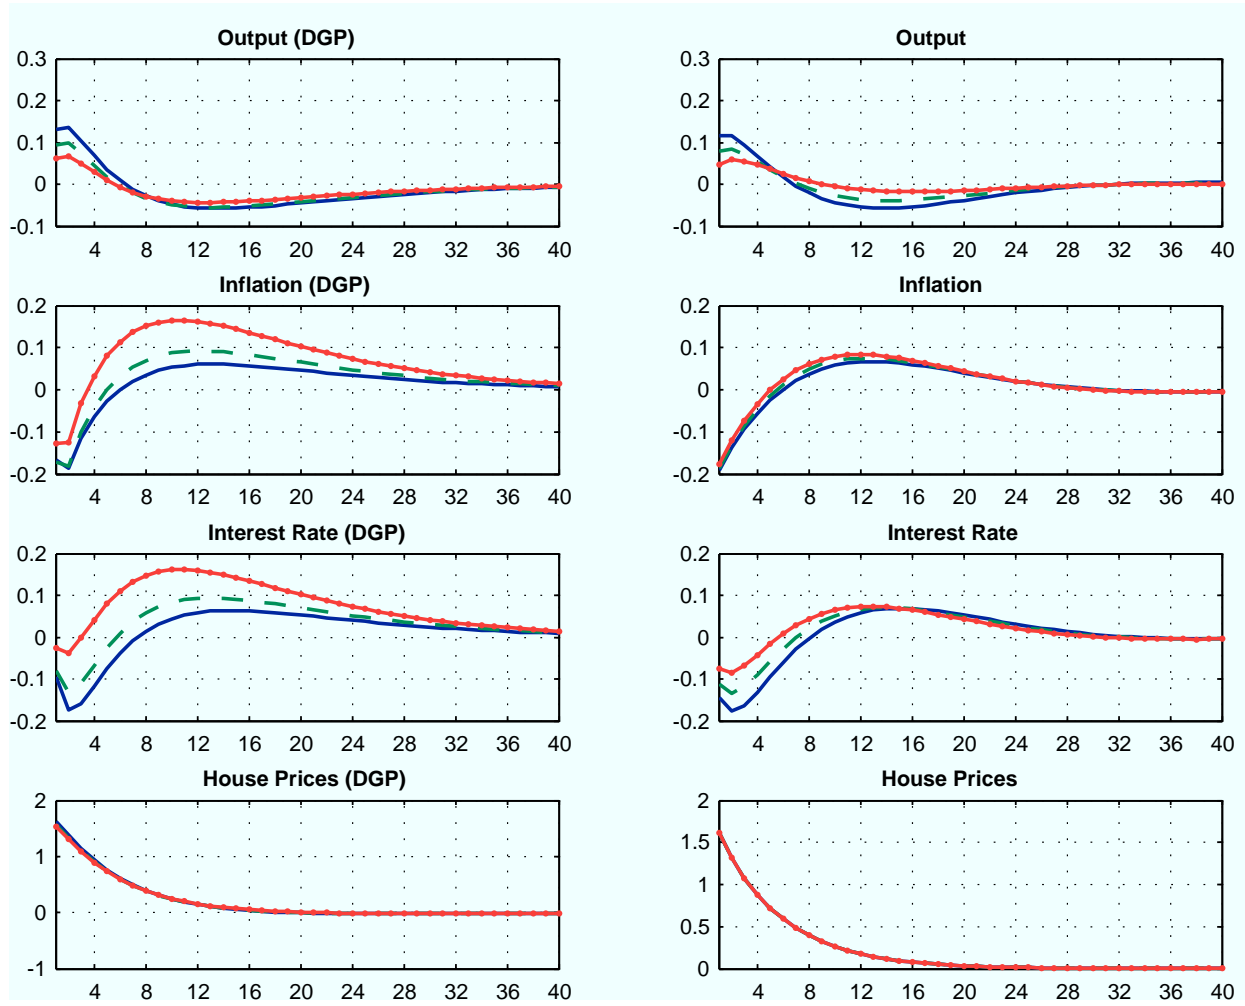 Output (DGP)
Output
0.3
0.2
0.1
0
-0.1
4 8 12 16 20 24 28 32 36 40
0.3
0.2
0.1
0
-0.1
4 8 12 16 20 24 28 32 36 40
Inflation (DGP)
Inflation
0.2
0.1
0
-0.1
-0.2
4 8 12 16 20 24 28 32 36 40
0.2
0.1
0
-0.1
-0.2
4 8 12 16 20 24 28 32 36 40
Interest Rate (DGP)
Interest Rate
0.2
0.1
0
-0.1
-0.2
4 8 12 16 20 24 28 32 36 40
0.2
0.1
0
-0.1
-0.2
4 8 12 16 20 24 28 32 36 40
House Prices (DGP)
House Prices
2
1
0
-1
4 8 12 16 20 24 28 32 36 40
2
1.5
1
0.5
0
4 8 12 16 20 24 28 32 36 40